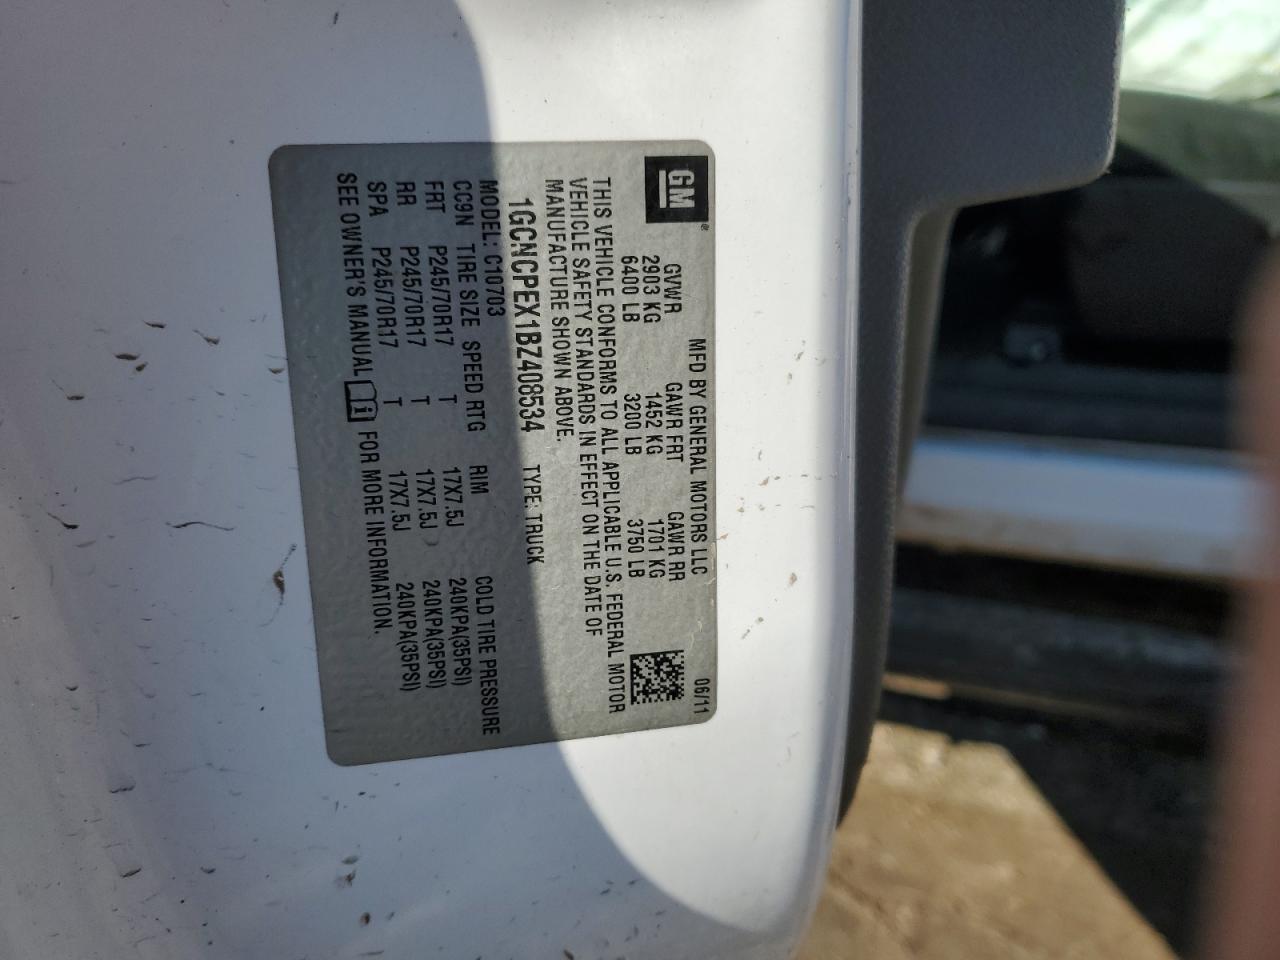 GM
MFD BY GENERAL MOTORS LLC 06/11
GVWR GAWR FRT GAWR RR
2903 KG 1452 KG 1701 KG
6400 LB 3200 LB 3750 LB
THIS VEHICLE CONFORMS TO ALL APPLICABLE U.S. FEDERAL MOTOR
VEHICLE SAFETY STANDARDS IN EFFECT ON THE DATE OF
MANUFACTURE SHOWN ABOVE.
1GCNCPEX1BZ408534 TYPE: TRUCK
MODEL: C10703
CC9N TIRE SIZE SPEED RTG RIM COLD TIRE PRESSURE
FRT P245/70R17 T 17X7.5J 240KPA(35PSI)
RR P245/70R17 T 17X7.5J 240KPA(35PSI)
SPA P245/70R17 T 17X7.5J 240KPA(35PSI)
SEE OWNER'S MANUAL FOR MORE INFORMATION.